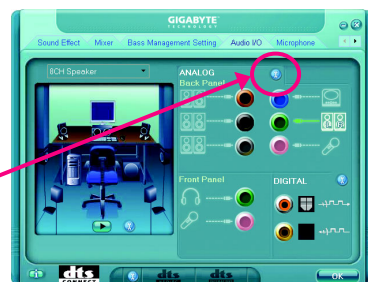 GIGABYTE
TECHNOLOGY
Sound Effect Mixer Bass Management Setting Audio I/O Microphone
8CH Speaker
ANALOG
Back Panel
Front Panel
DIGITAL
dts
CONNECT
dts
dts
OK